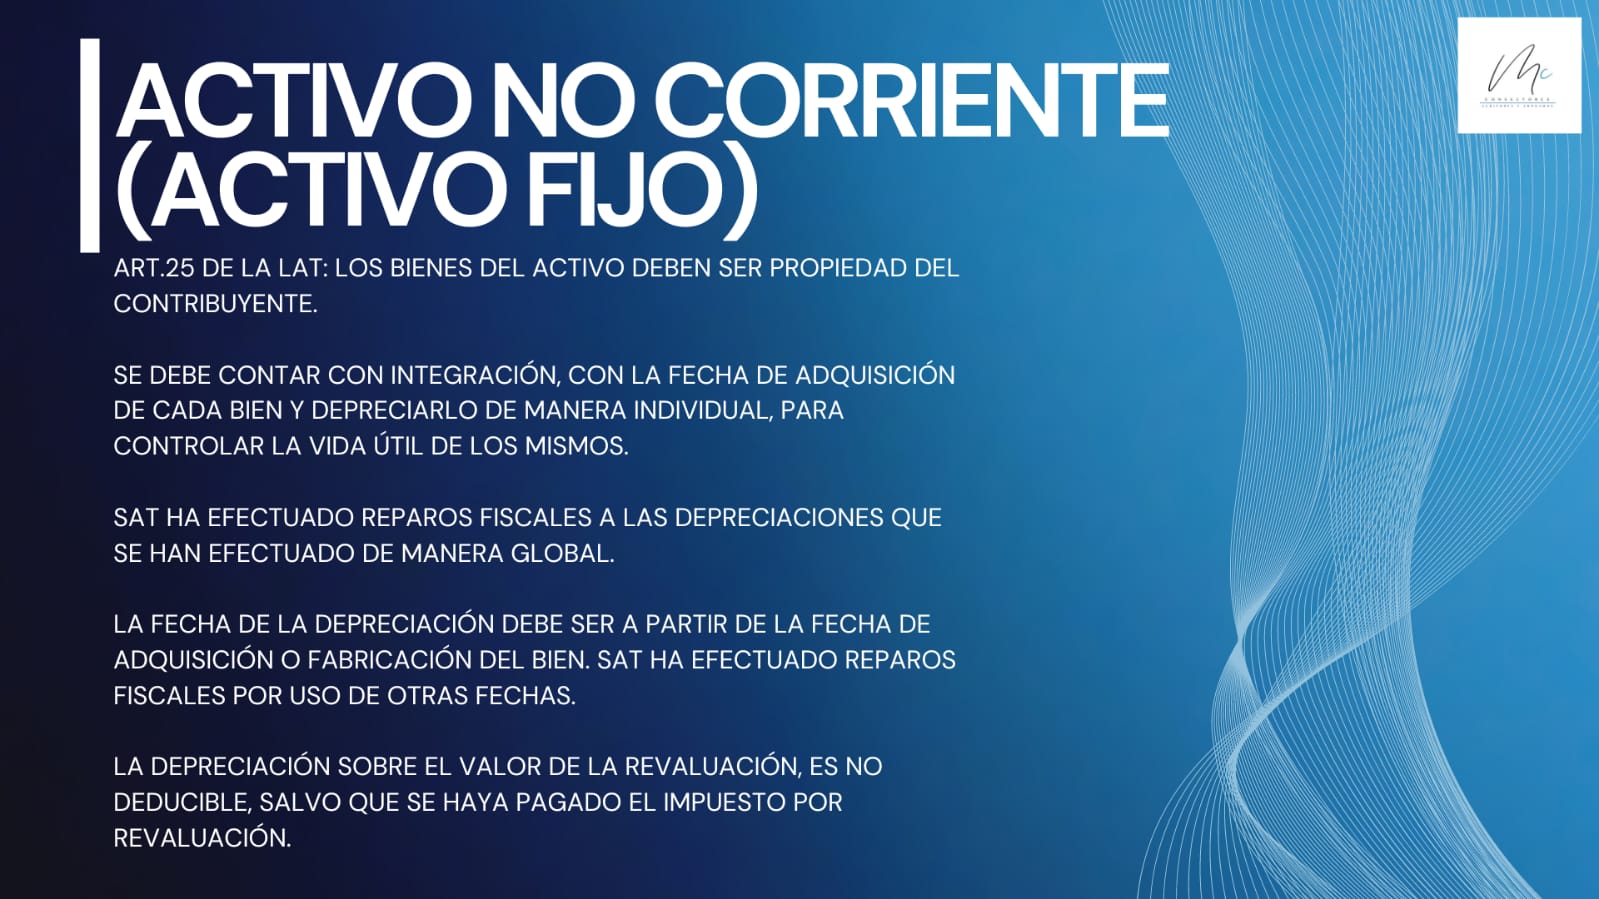 ACTIVO NO CORRIENTE
(ACTIVO FIJO)
ART.25 DE LA LAT: LOS BIENES DEL ACTIVO DEBEN SER PROPIEDAD DEL
CONTRIBUYENTE.
SE DEBE CONTAR CON INTEGRACIÓN, CON LA FECHA DE ADQUISICIÓN
DE CADA BIEN Y DEPRECIARLO DE MANERA INDIVIDUAL, PARA
CONTROLAR LA VIDA ÚTIL DE LOS MISMOS.
SAT HA EFECTUADO REPAROS FISCALES A LAS DEPRECIACIONES QUE
SE HAN EFECTUADO DE MANERA GLOBAL.
LA FECHA DE LA DEPRECIACIÓN DEBE SER A PARTIR DE LA FECHA DE
ADQUISICIÓN O FABRICACIÓN DEL BIEN. SAT HA EFECTUADO REPAROS
FISCALES POR USO DE OTRAS FECHAS.
LA DEPRECIACIÓN SOBRE EL VALOR DE LA REVALUACIÓN, ES NO
DEDUCIBLE, SALVO QUE SE HAYA PAGADO EL IMPUESTO POR
REVALUACIÓN.
Mc
CONSULTORES